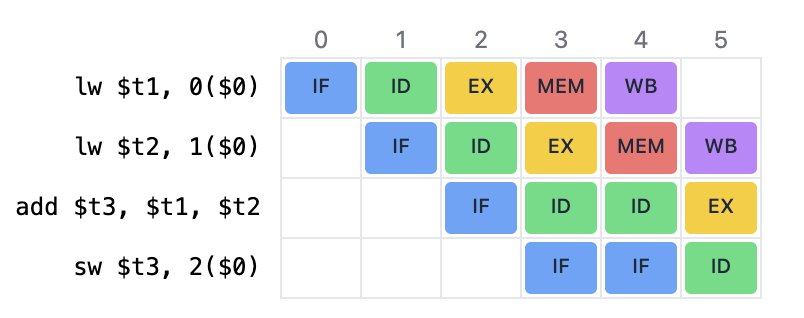 0 1 2 3 4 5
lw $t1, 0($0) IF ID EX MEM WB
lw $t2, 1($0) IF ID EX MEM WB
add $t3, $t1, $t2 IF ID ID EX
sw $t3, 2($0) IF IF ID